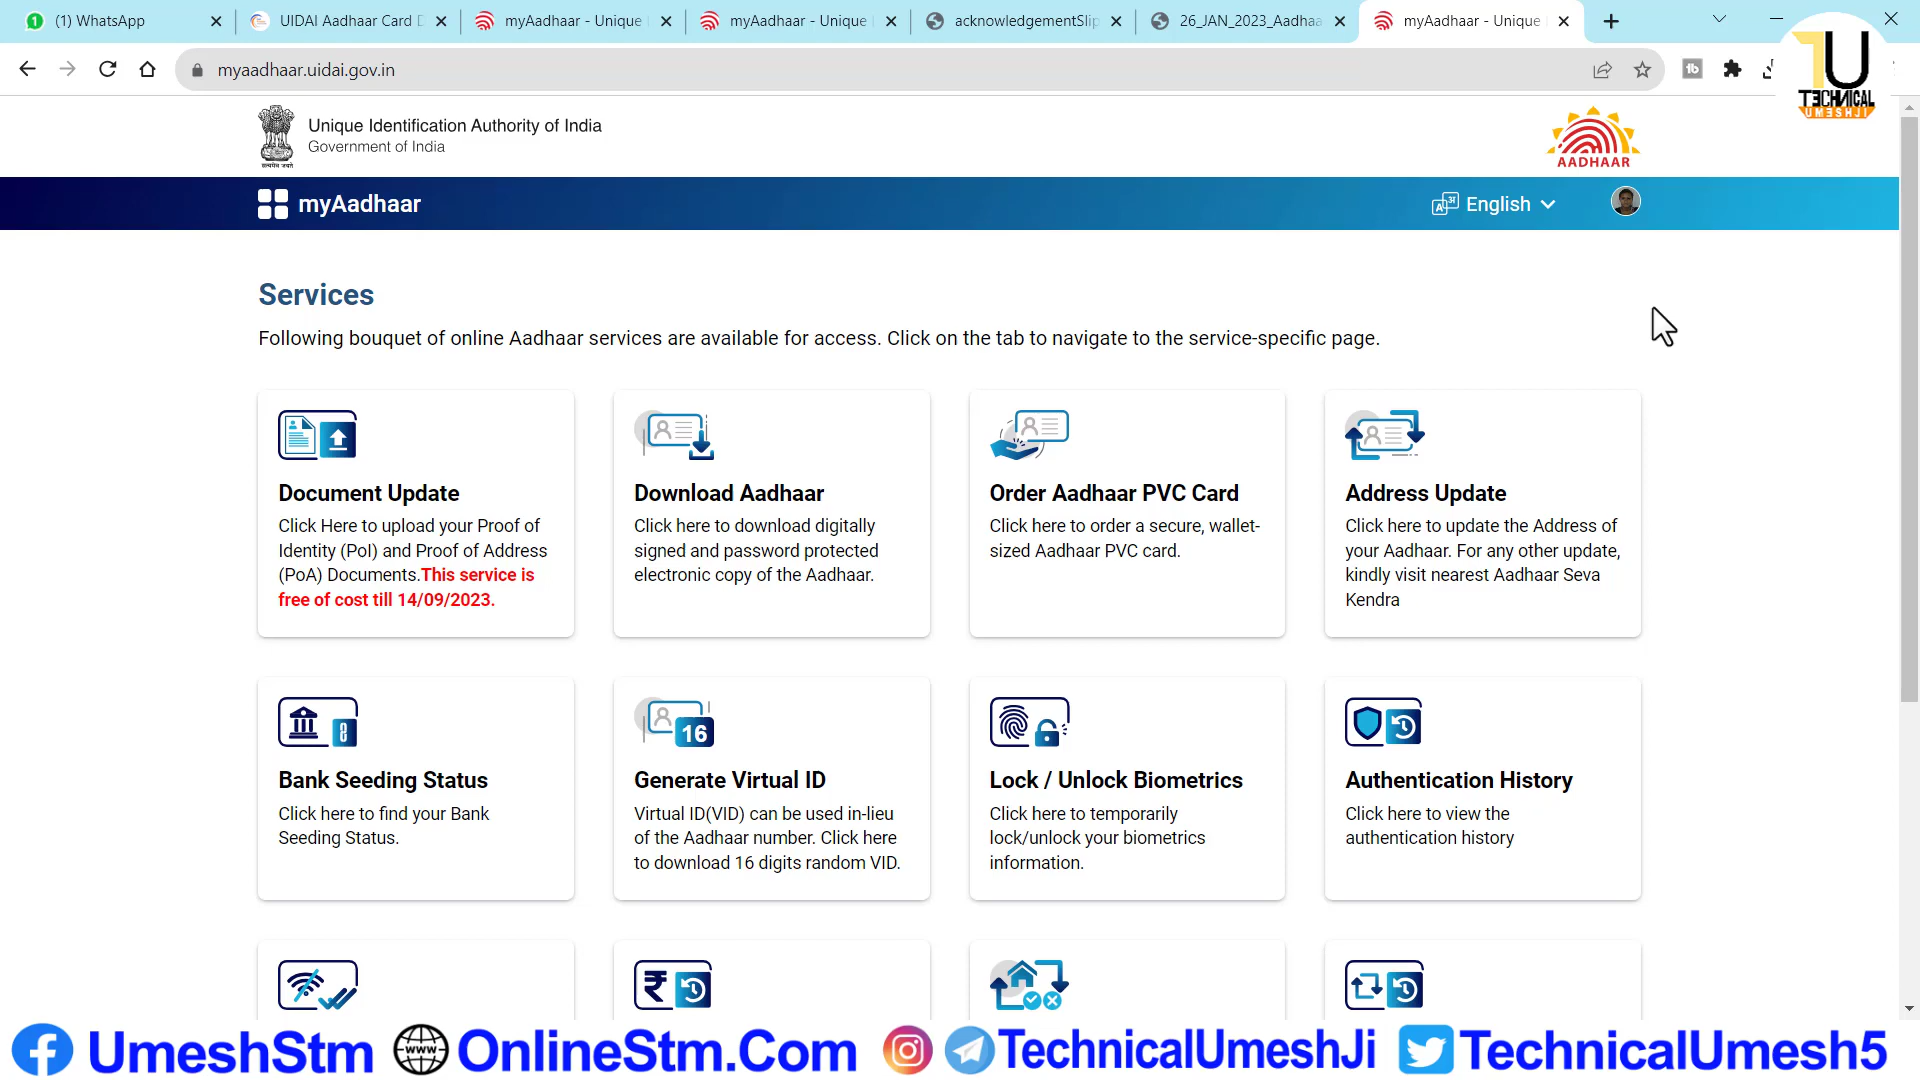 (1) WhatsApp
UIDAI Aadhaar Card D
myAadhaar - Unique
myAadhaar - Unique
acknowledgementSlip
26_JAN_2023_Aadhaa
myAadhaar - Unique
myaadhaar.uidai.gov.in
TU
TECHNICAL
UMESHJI
सत्यमेव जयते
Unique Identification Authority of India
Government of India
AADHAAR
myAadhaar
English
Services
Following bouquet of online Aadhaar services are available for access. Click on the tab to navigate to the service-specific page.
Document Update
Click Here to upload your Proof of
Identity (PoI) and Proof of Address
(PoA) Documents.This service is
free of cost till 14/09/2023.
Download Aadhaar
Click here to download digitally
signed and password protected
electronic copy of the Aadhaar.
Order Aadhaar PVC Card
Click here to order a secure, wallet-
sized Aadhaar PVC card.
Address Update
Click here to update the Address of
your Aadhaar. For any other update,
kindly visit nearest Aadhaar Seva
Kendra
Bank Seeding Status
Click here to find your Bank
Seeding Status.
16
Generate Virtual ID
Virtual ID(VID) can be used in-lieu
of the Aadhaar number. Click here
to download 16 digits random VID.
Lock / Unlock Biometrics
Click here to temporarily
lock/unlock your biometrics
information.
Authentication History
Click here to view the
authentication history
₹
UmeshStm
www
OnlineStm.Com
TechnicalUmeshJi
TechnicalUmesh5